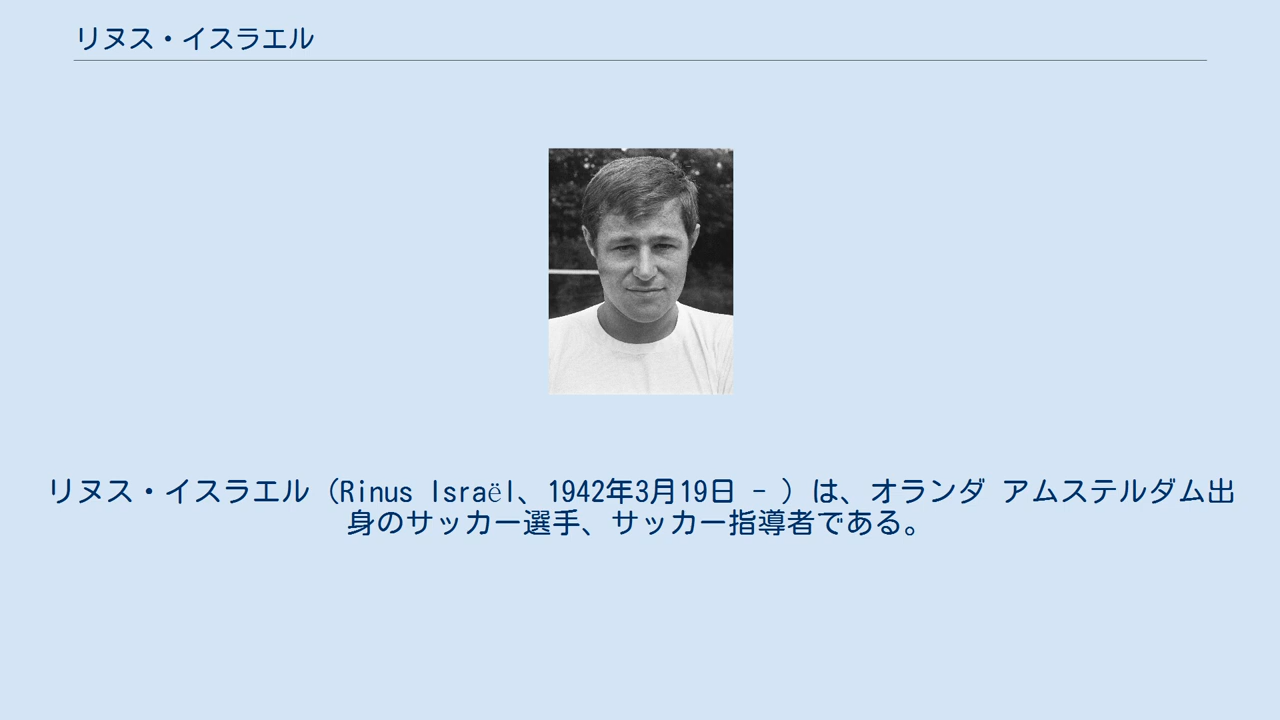 リヌス・イスラエル
リヌス・イスラエル（Rinus Israël、1942年3月19日 - ）は、オランダ アムステルダム出
身のサッカー選手、サッカー指導者である。